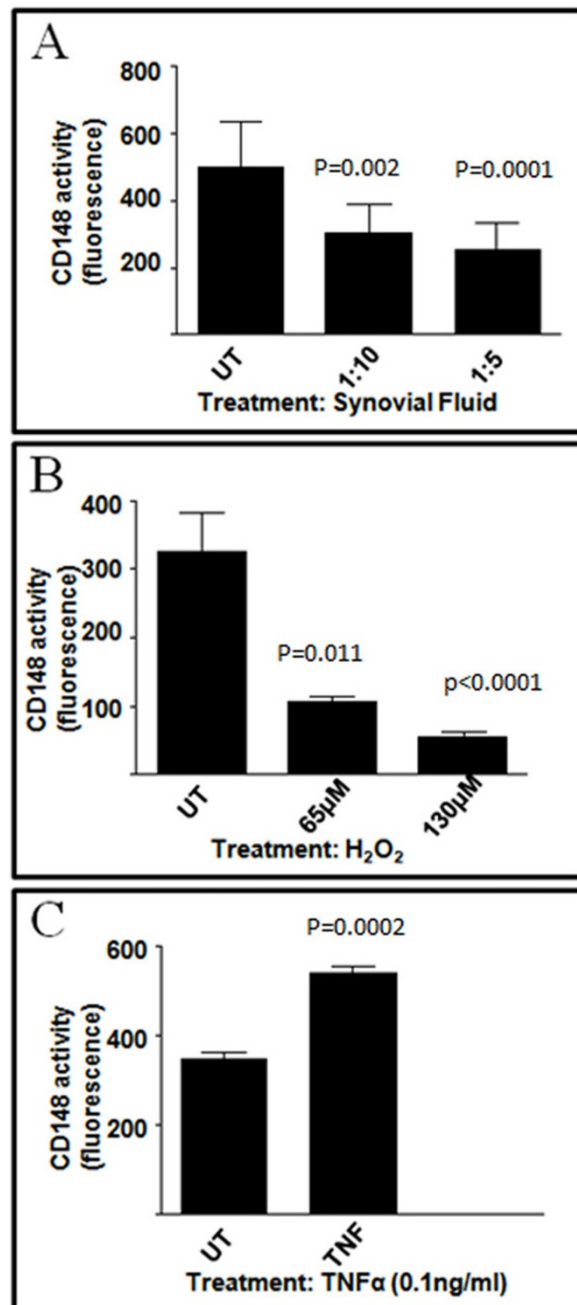 A
CD148 activity
(fluorescence)
800
600
400
200
P=0.002
P=0.0001
UT
1:10
1:5
Treatment: Synovial Fluid
B
CD148 activity
(fluorescence)
400
300
200
100
P=0.011
p<0.0001
UT
65µM
130µM
Treatment: H₂O₂
C
CD148 activity
(fluorescence)
600
400
200
P=0.0002
UT
TNF
Treatment: TNFα (0.1ng/ml)